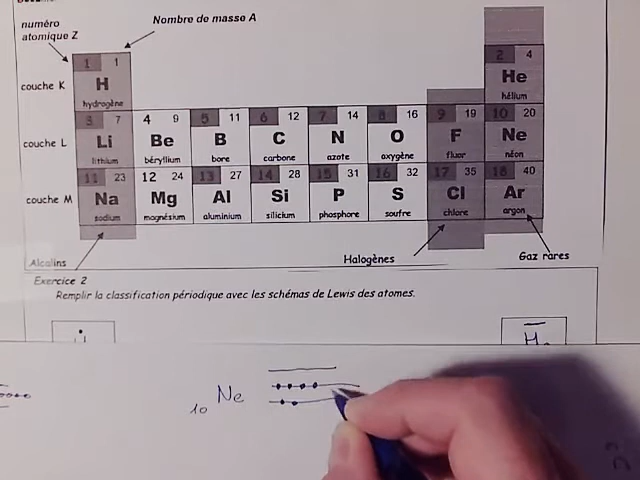 numéro
atomique Z
Nombre de masse A
1 1 2 4
couche K H He
hydrogène hélium
3 7 4 9 5 11 6 12 7 14 8 16 9 19 10 20
couche L Li Be B C N O F Ne
lithium béryllium bore carbone azote oxygène fluor néon
11 23 12 24 13 27 14 28 15 31 16 32 17 35 18 40
couche M Na Mg Al Si P S Cl Ar
sodium magnésium aluminium silicium phosphore soufre chlore argon
Alcalins Halogènes Gaz rares
Exercice 2
Remplir la classification périodique avec les schémas de Lewis des atomes.
10 Ne